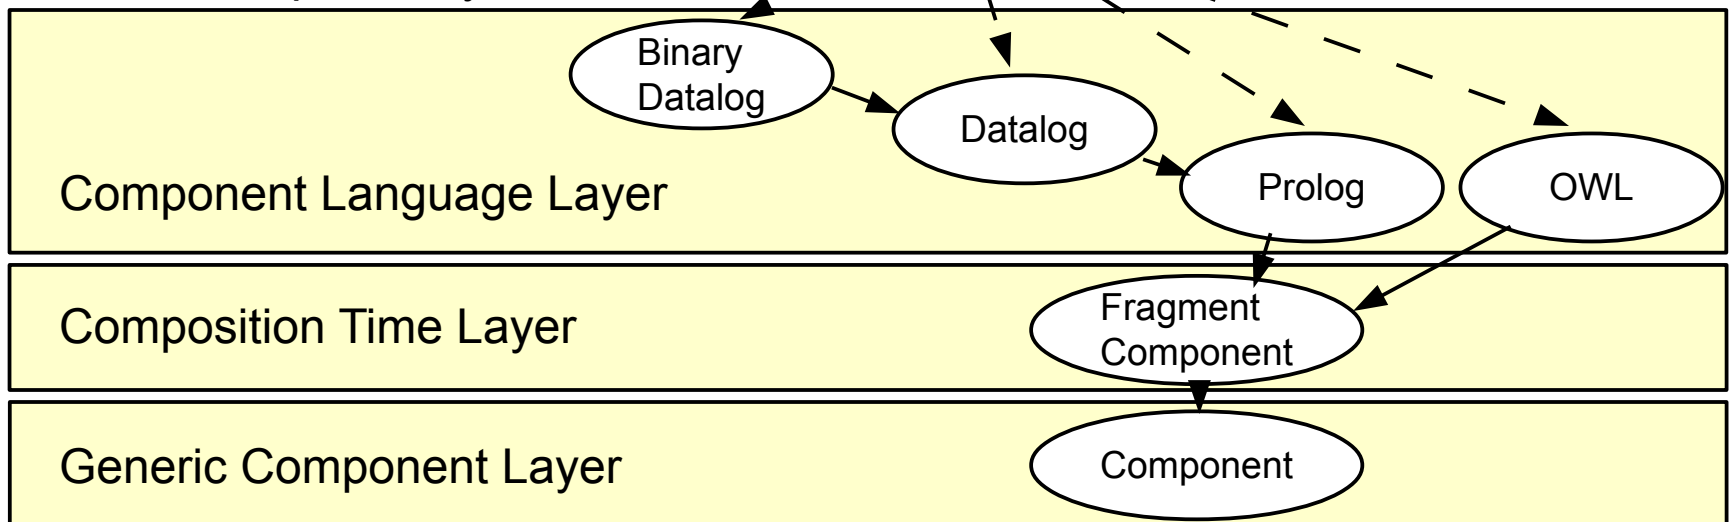 Binary
Datalog
Datalog
Prolog
OWL
Component Language Layer
Composition Time Layer
Fragment
Component
Generic Component Layer
Component